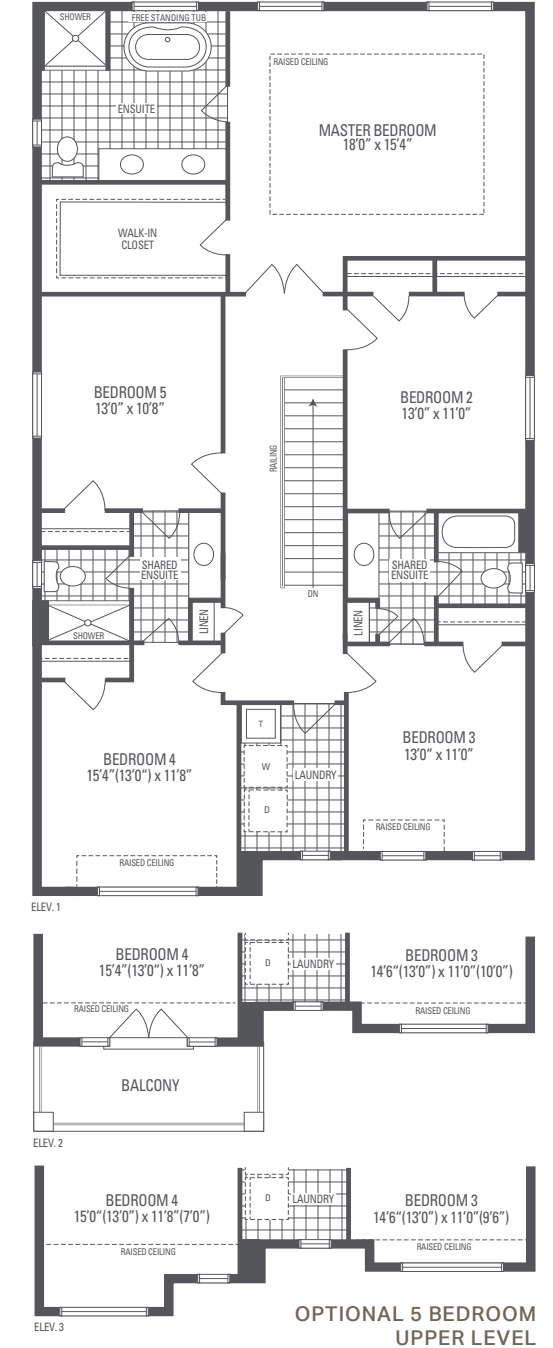 SHOWER
FREE STANDING TUB
RAISED CEILING
ENSUITE
MASTER BEDROOM
18'0" x 15'4"
WALK-IN
CLOSET
BEDROOM 5
13'0" x 10'8"
BEDROOM 2
13'0" x 11'0"
RAILING
SHARED
ENSUITE
SHARED
ENSUITE
DN
LINEN
LINEN
SHOWER
T
W
LAUNDRY
D
BEDROOM 3
13'0" x 11'0"
BEDROOM 4
15'4"(13'0") x 11'8"
RAISED CEILING
RAISED CEILING
ELEV. 1
BEDROOM 4
15'4"(13'0") x 11'8"
D
LAUNDRY
BEDROOM 3
14'6"(13'0") x 11'0"(10'0")
RAISED CEILING
RAISED CEILING
BALCONY
ELEV. 2
BEDROOM 4
15'0"(13'0") x 11'8"(7'0")
D
LAUNDRY
BEDROOM 3
14'6"(13'0") x 11'0"(9'6")
RAISED CEILING
RAISED CEILING
ELEV. 3
OPTIONAL 5 BEDROOM
UPPER LEVEL